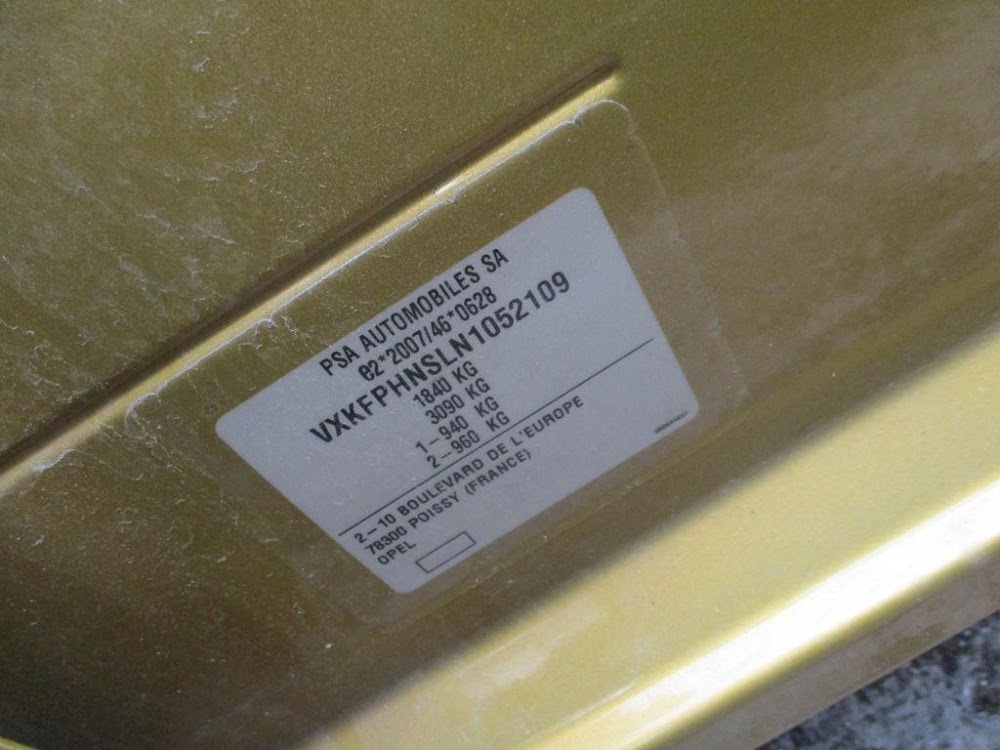 PSA AUTOMOBILES SA
e2*2007/46*0628
VXKFPHNSLN1052109
1840 KG
3090 KG
1-940 KG
2-960 KG
2-10 BOULEVARD DE L'EUROPE
78300 POISSY (FRANCE)
OPEL